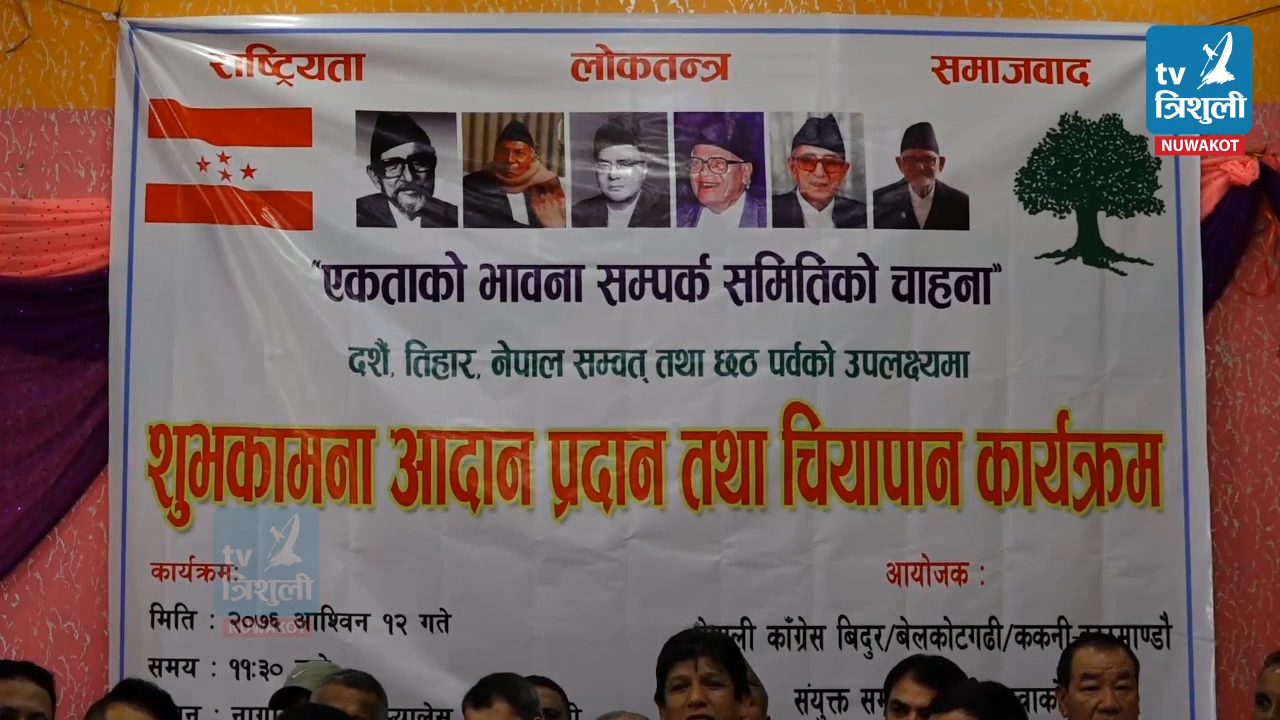 राष्ट्रियता लोकतन्त्र समाजवाद
tv
त्रिशुली
NUWAKOT
"एकताको भावना सम्पर्क समितिको चाहना"
दशैं, तिहार, नेपाल सम्वत् तथा छठ पर्वको उपलक्ष्यमा
शुभकामना आदान प्रदान तथा चियापान कार्यक्रम
tv
त्रिशुली
NUWAKOT
कार्यक्रम: आयोजक :
मिति : २०७६ आश्विन १२ गते
काँग्रेस बिदुर/बेलकोटगढी/ककनी
समय : ११:३०
संयुक्त